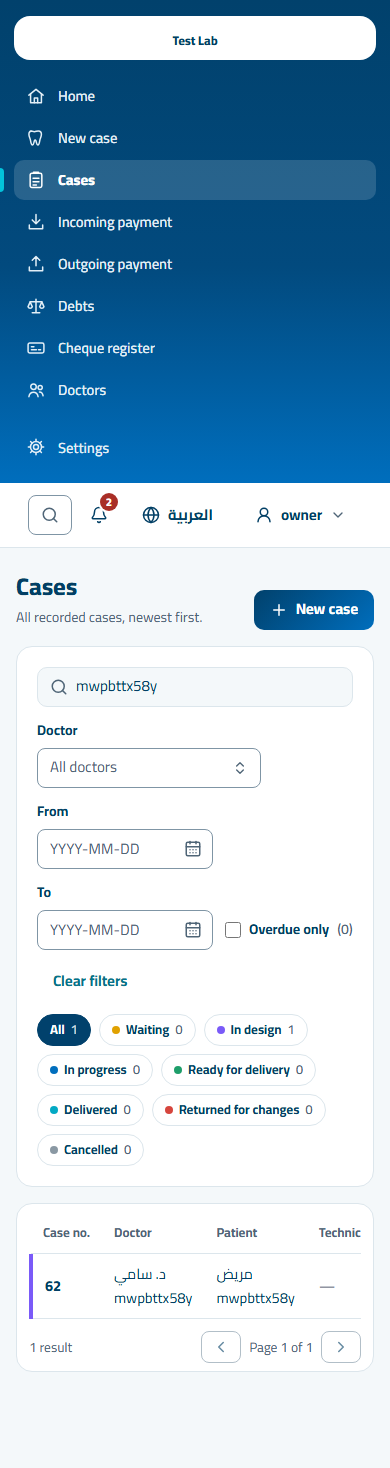 Test Lab
Home
New case
Cases
Incoming payment
Outgoing payment
Debts
Cheque register
Doctors
Settings
2
العربية
owner
Cases
All recorded cases, newest first.
New case
mwpbttx58y
Doctor
All doctors
From
YYYY-MM-DD
To
YYYY-MM-DD
Overdue only (0)
Clear filters
All 1
Waiting 0
In design 1
In progress 0
Ready for delivery 0
Delivered 0
Returned for changes 0
Cancelled 0
Case no. Doctor Patient Technic
62 د. سامي مريض —
mwpbttx58y mwpbttx58y
1 result Page 1 of 1